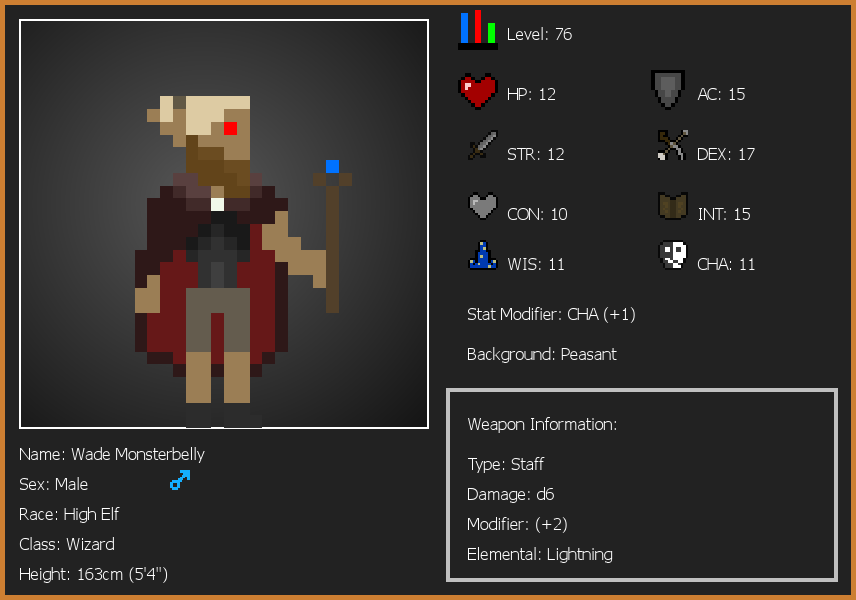 Level: 76
HP: 12
AC: 15
STR: 12
DEX: 17
CON: 10
INT: 15
WIS: 11
CHA: 11
Stat Modifier: CHA (+1)
Background: Peasant
Weapon Information:
Type: Staff
Damage: d6
Modifier: (+2)
Elemental: Lightning
Name: Wade Monsterbelly
Sex: Male
Race: High Elf
Class: Wizard
Height: 163cm (5'4")